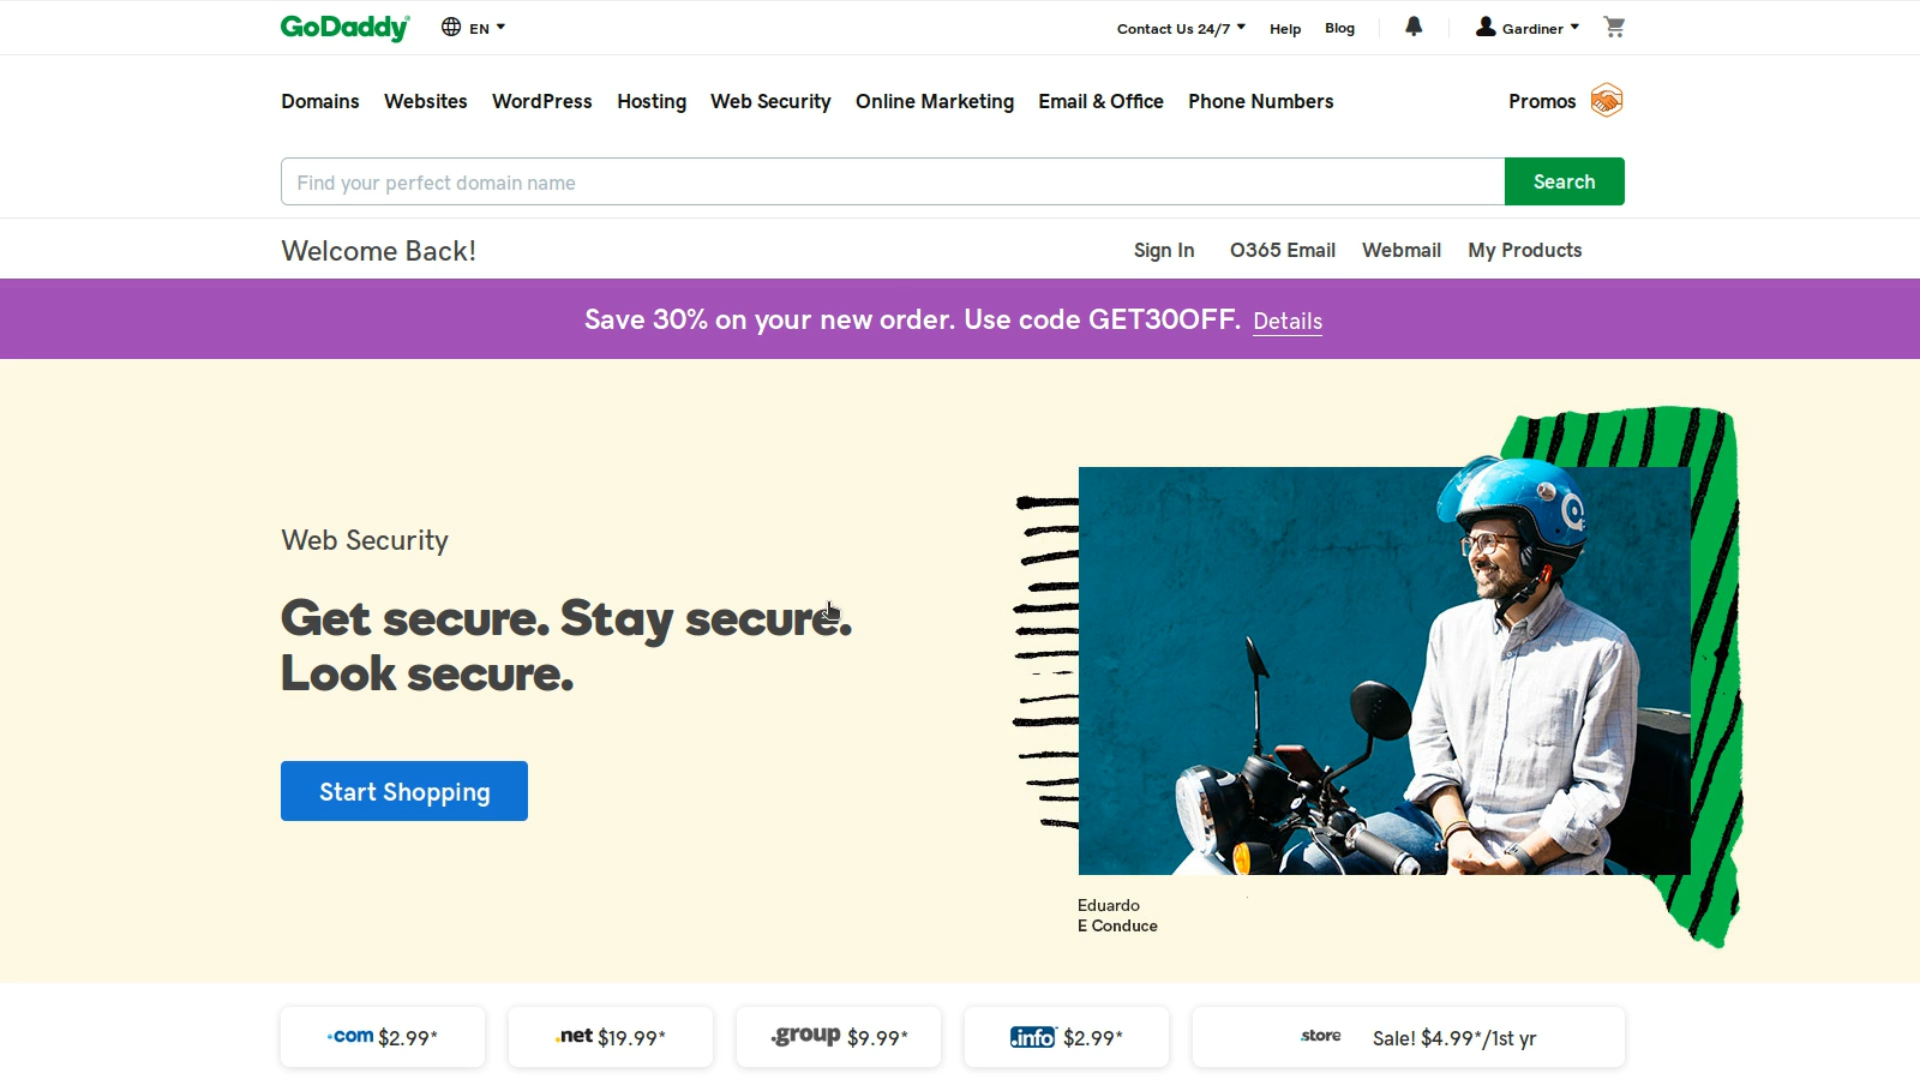 GoDaddy EN Contact Us 24/7 Help Blog Gardiner
Domains Websites WordPress Hosting Web Security Online Marketing Email & Office Phone Numbers Promos
Find your perfect domain name Search
Welcome Back! Sign In O365 Email Webmail My Products
Save 30% on your new order. Use code GET30OFF. Details
Web Security
Get secure. Stay secure.
Look secure.
Start Shopping
Eduardo
E Conduce
.com $2.99* .net $19.99* .group $9.99* .info $2.99* .store Sale! $4.99*/1st yr